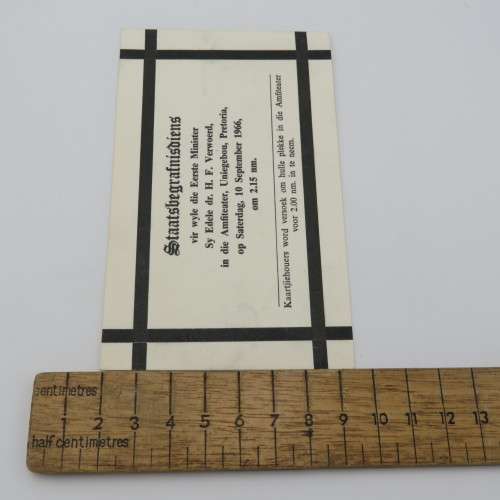 Staatsbegrafnisdiens
vir wyle die Eerste Minister
Sy Edele dr. H. F. Verwoerd,
in die Amfiteater, Uniegebou, Pretoria,
op Saterdag, 10 September 1966,
om 2.15 nm.
Kaartjiehouers word versoek om hulle plekke in die Amfiteater
voor 2.00 nm. in te neem.
centimetres
1 2 3 4 5 6 7 8 9 10 11 12 13
half centimetres